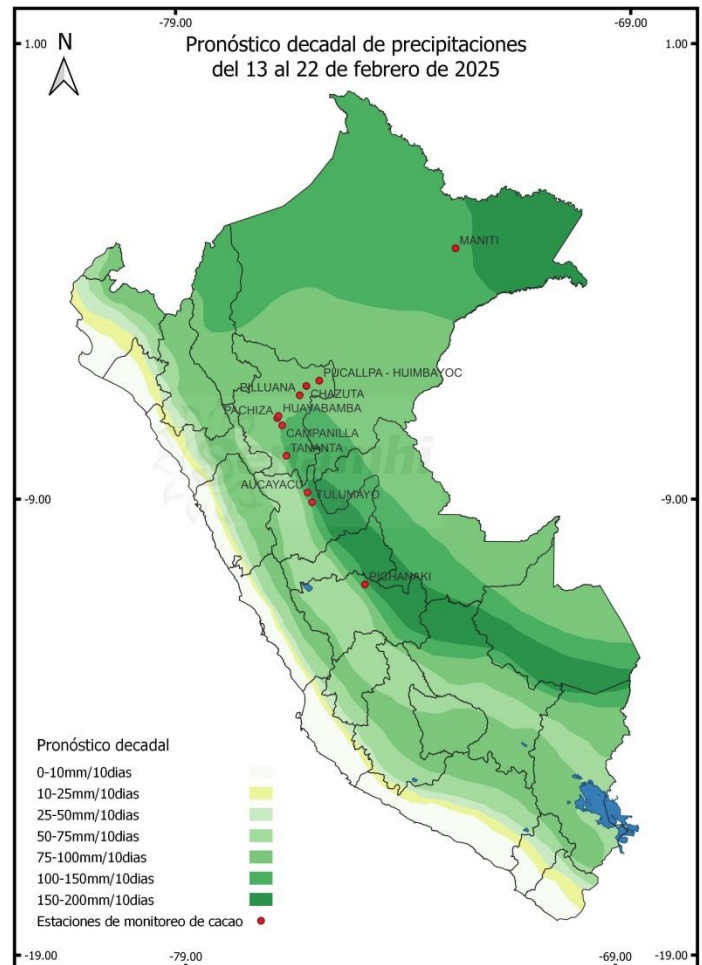 -79.00
-69.00
1.00
1.00
N
Pronóstico decadal de precipitaciones
del 13 al 22 de febrero de 2025
MANITI
PUCALLPA - HUIMBAYOC
PILLUANA
CHAZUTA
PACHIZA
HUAYABAMBA
CAMPANILLA
Senamhi
TANANTA
AUCAYACU
TULUMAYO
-9.00
-9.00
PICHANAKI
Pronóstico decadal
0-10mm/10dias
10-25mm/10dias
25-50mm/10dias
50-75mm/10dias
75-100mm/10dias
100-150mm/10dias
150-200mm/10dias
Estaciones de monitoreo de cacao
-19.00
-79.00
-69.00
-19.00